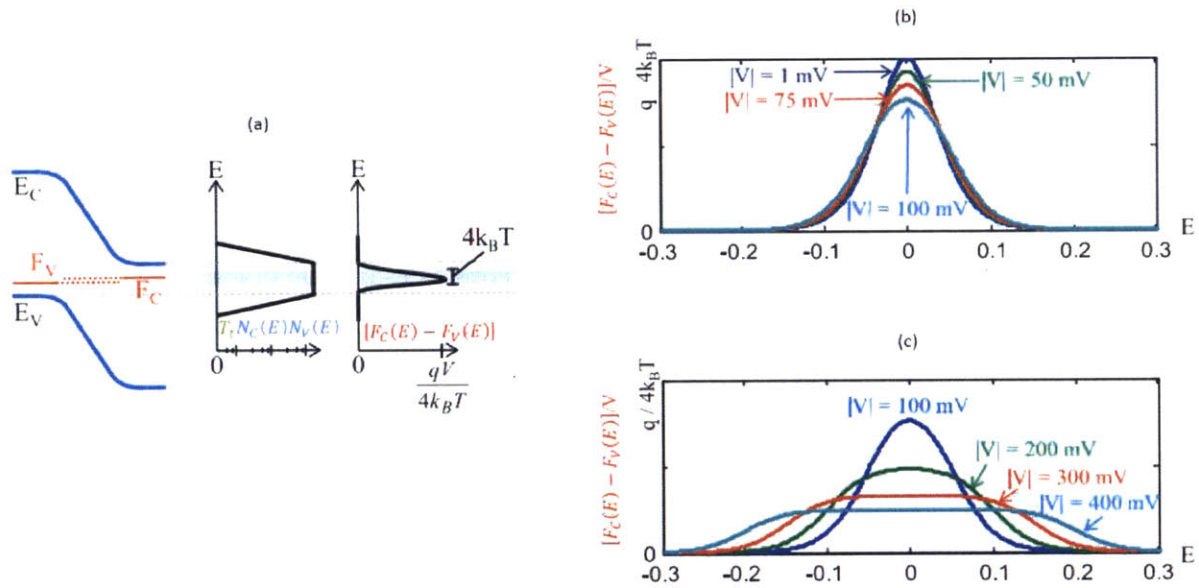 (a)
E_C
F_V
F_C
E_V
E
T_t N_C(E)N_V(E)
0
E
4k_BT
[F_C(E) − F_V(E)]
0
qV
4k_BT
(b)
[F_C(E) − F_V(E)]/V
q 4k_BT
|V| = 1 mV
|V| = 50 mV
|V| = 75 mV
|V| = 100 mV
0
-0.3 -0.2 -0.1 0 0.1 0.2 0.3
E
(c)
[F_C(E) − F_V(E)]/V
q / 4k_BT
|V| = 100 mV
|V| = 200 mV
|V| = 300 mV
|V| = 400 mV
0
-0.3 -0.2 -0.1 0 0.1 0.2 0.3
E